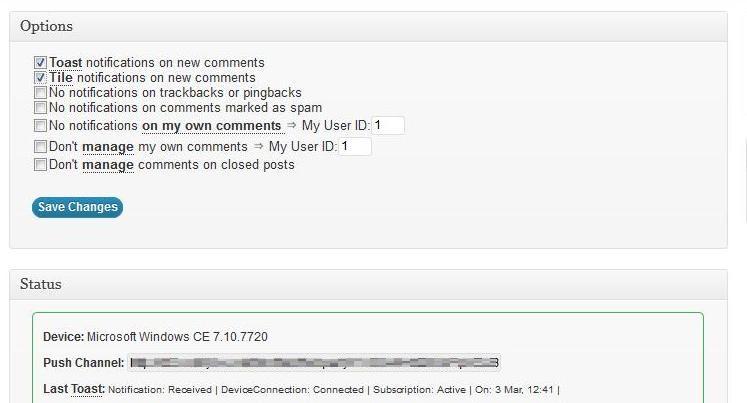 Options
Toast notifications on new comments
Tile notifications on new comments
No notifications on trackbacks or pingbacks
No notifications on comments marked as spam
No notifications on my own comments ⇒ My User ID: 1
Don't manage my own comments ⇒ My User ID: 1
Don't manage comments on closed posts
Save Changes
Status
Device: Microsoft Windows CE 7.10.7720
Push Channel:
Last Toast: Notification: Received | DeviceConnection: Connected | Subscription: Active | On: 3 Mar, 12:41 |